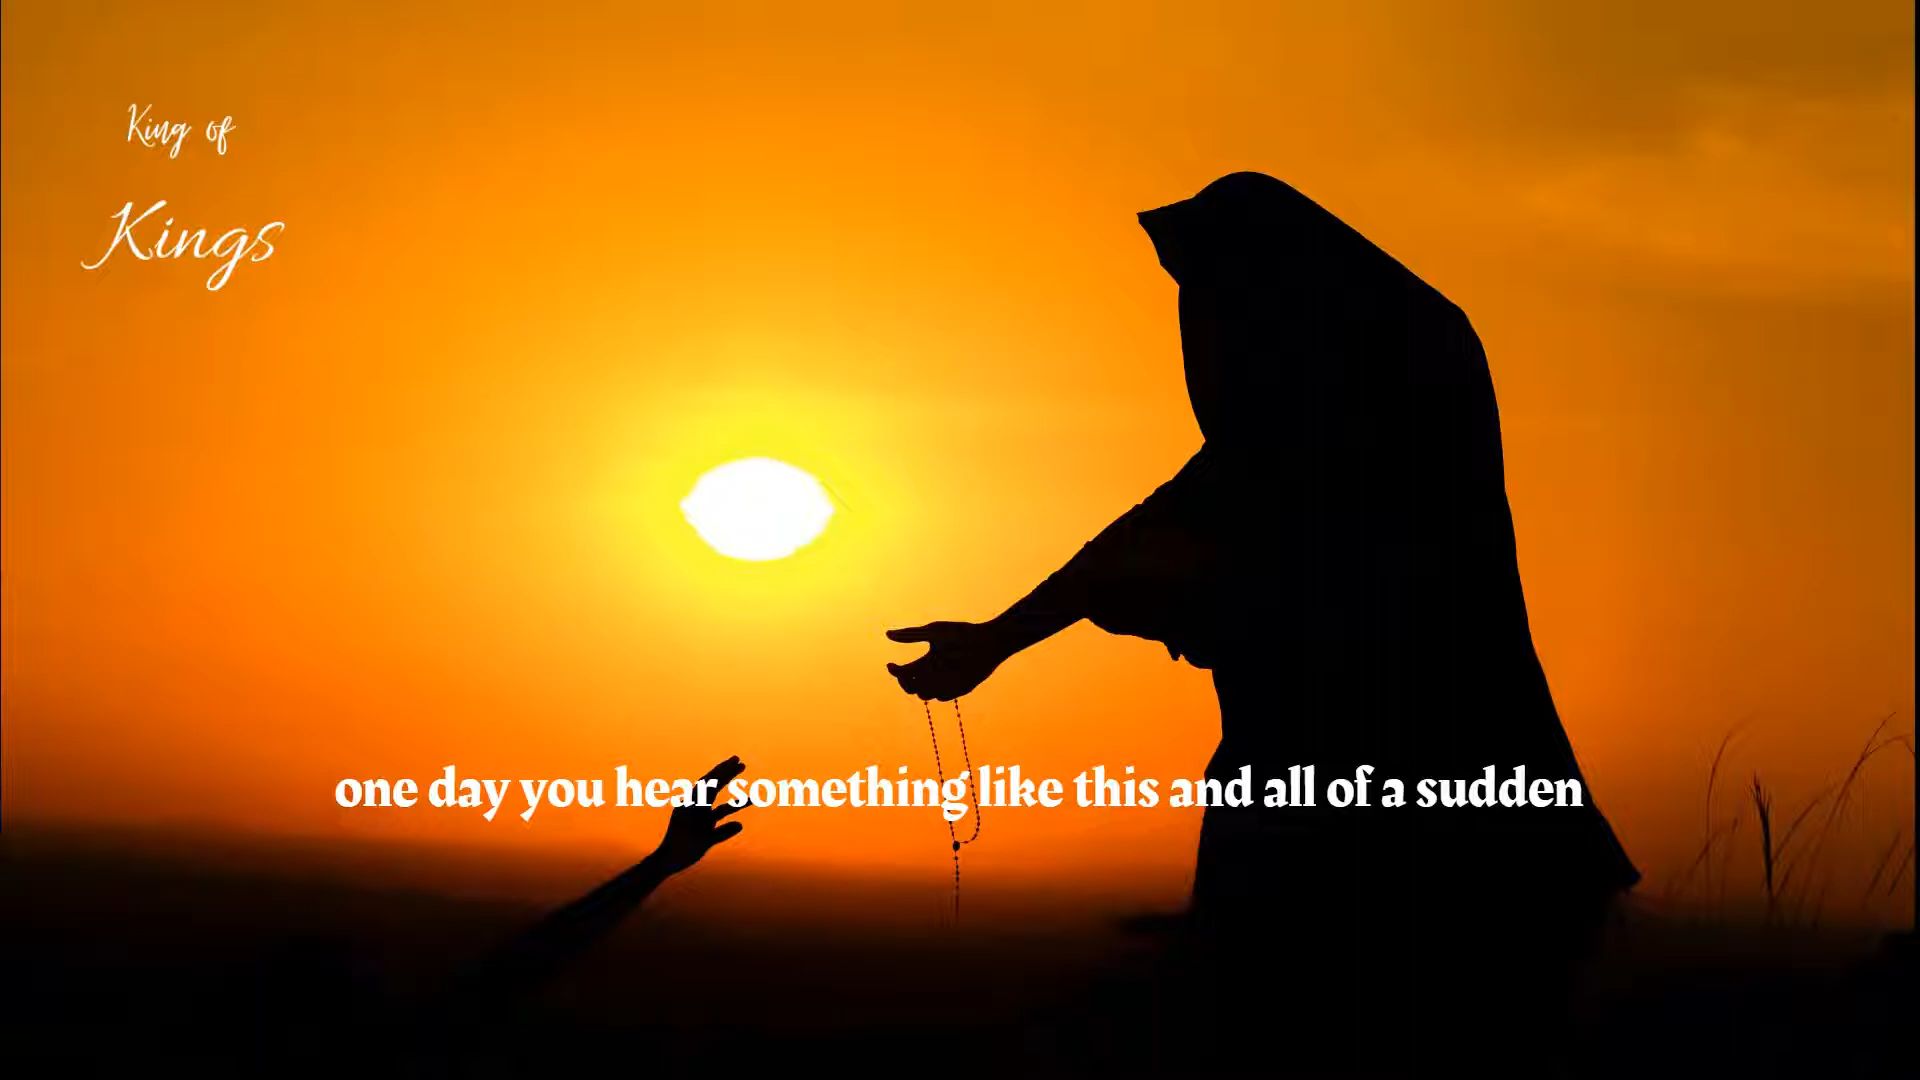 King of
Kings
one day you hear something like this and all of a sudden